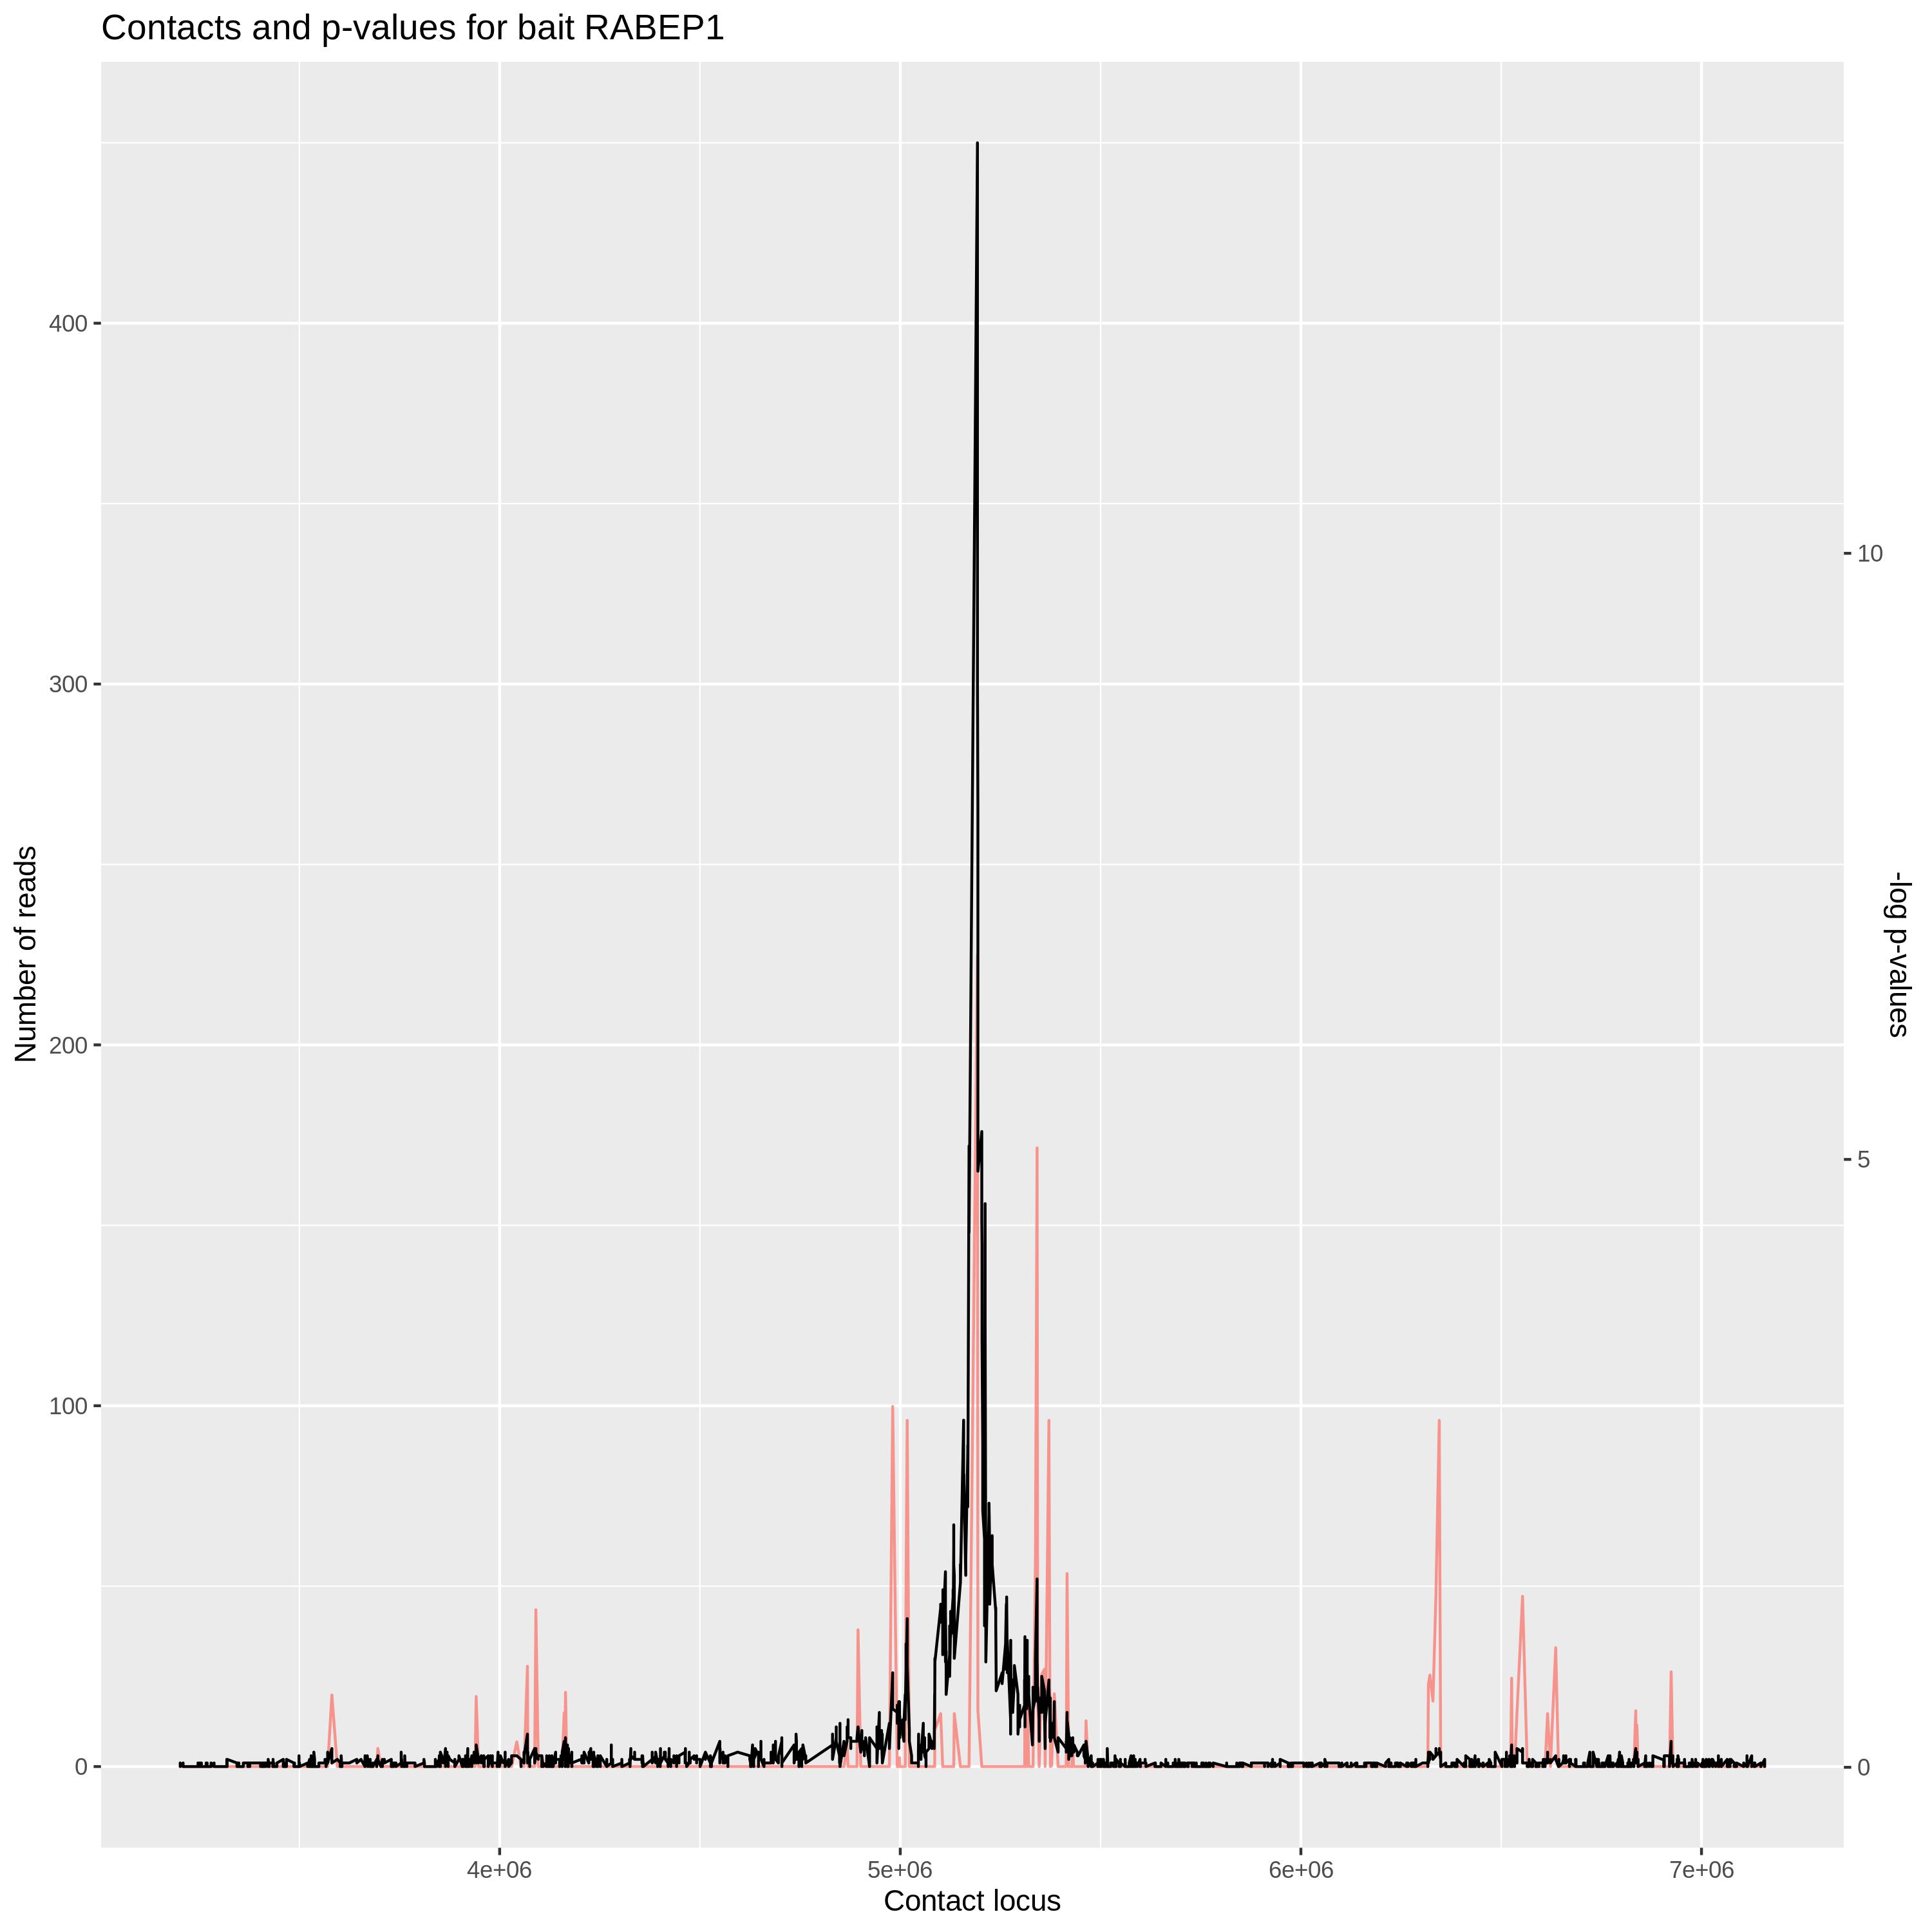 Contacts and p-values for bait RABEP1
400
300
200
100
0
Number of reads
10
5
0
-log p-values
4e+06
5e+06
6e+06
7e+06
Contact locus